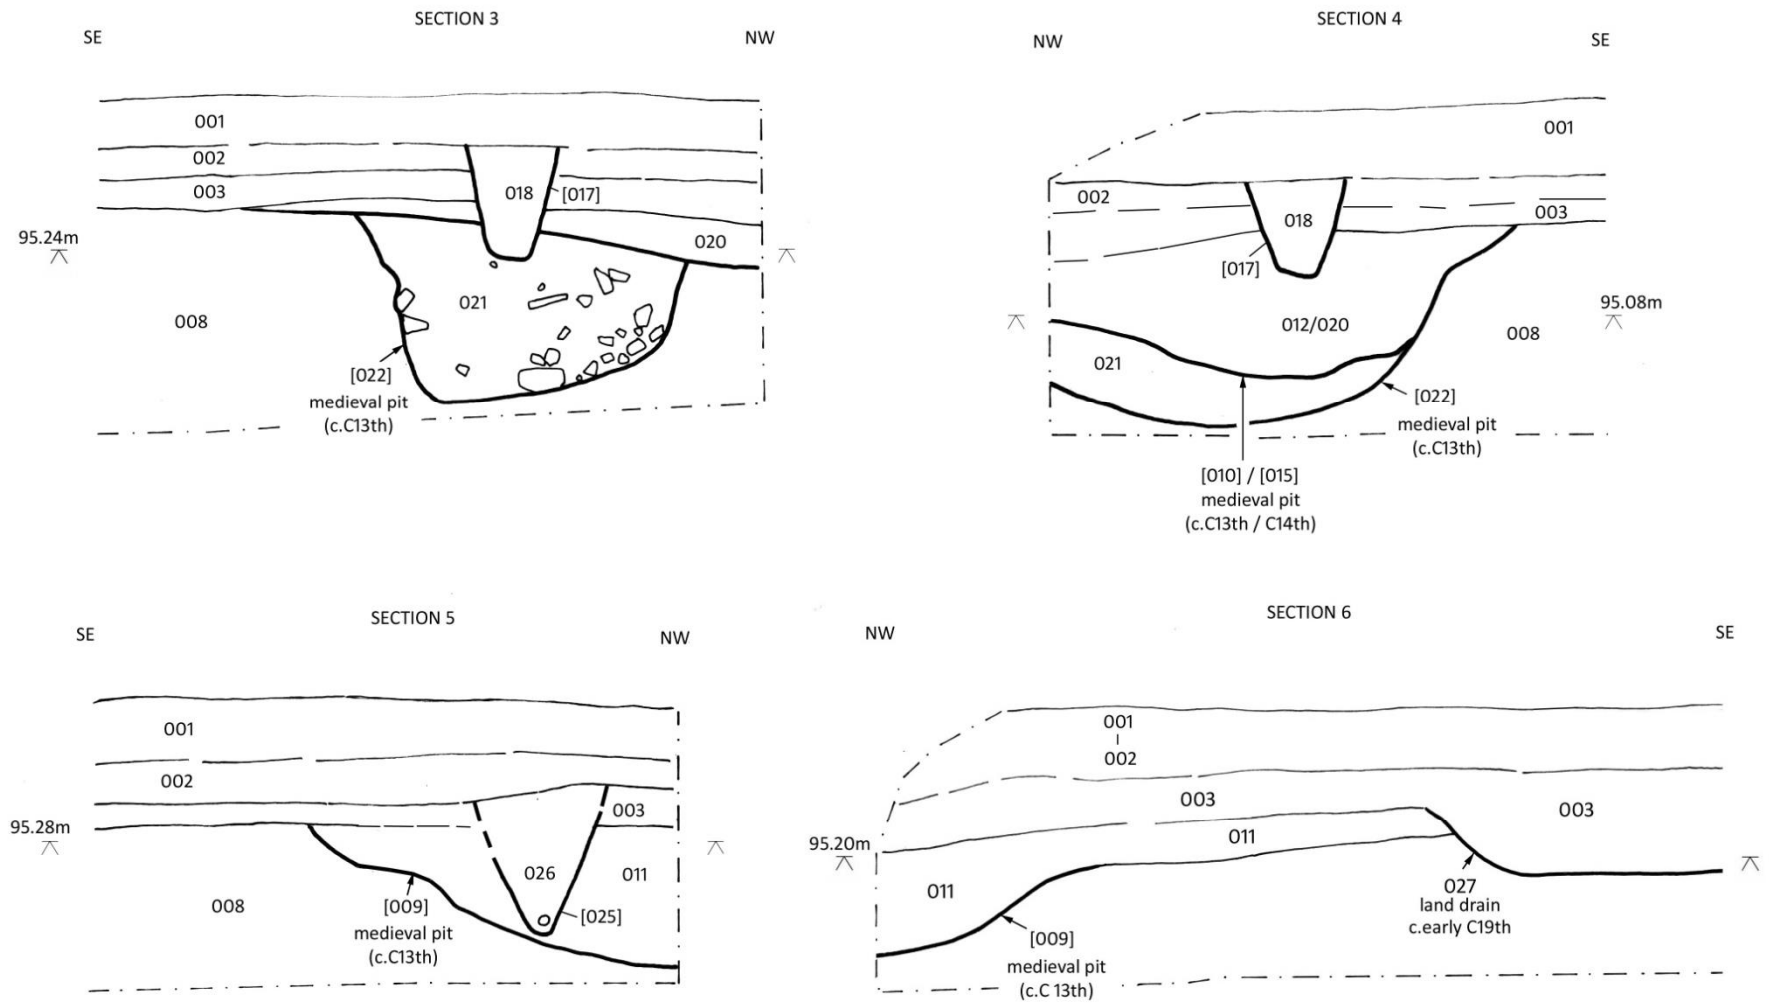 SECTION 3
SE
NW
001
002
003
018
[017]
020
95.24m
021
008
[022]
medieval pit
(c.C13th)
SECTION 4
NW
SE
001
002
003
018
[017]
012/020
95.08m
008
021
[022]
medieval pit
(c.C13th)
[010] / [015]
medieval pit
(c.C13th / C14th)
SECTION 5
SE
NW
001
002
003
95.28m
026
011
008
[009]
medieval pit
(c.C13th)
[025]
SECTION 6
NW
SE
001
002
003
003
011
95.20m
011
027
land drain
c.early C19th
[009]
medieval pit
(c.C 13th)